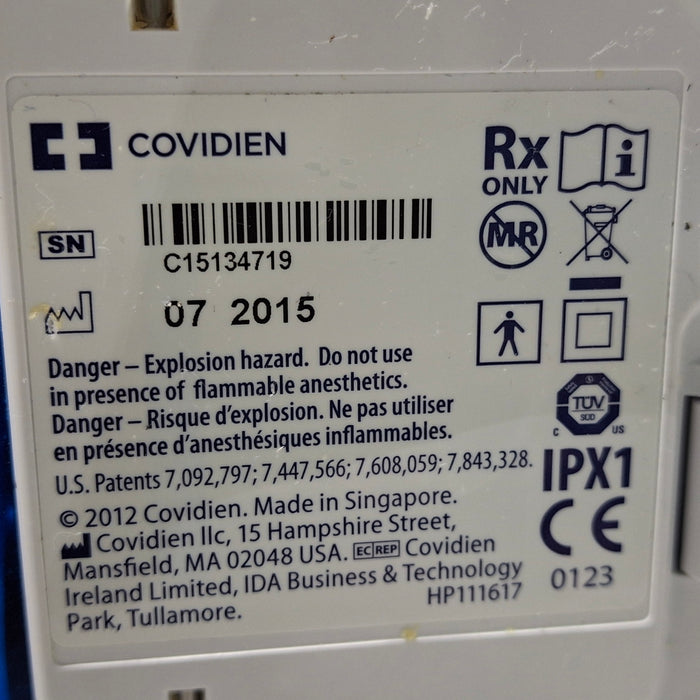 COVIDIEN
Rx
ONLY
i
SN
C15134719
MR
07 2015
Danger – Explosion hazard. Do not use
in presence of flammable anesthetics.
Danger – Risque d'explosion. Ne pas utiliser
en présence d'anesthésiques inflammables.
U.S. Patents 7,092,797; 7,447,566; 7,608,059; 7,843,328.
© 2012 Covidien. Made in Singapore.
Covidien llc, 15 Hampshire Street,
Mansfield, MA 02048 USA. EC REP Covidien
Ireland Limited, IDA Business & Technology
Park, Tullamore.
HP111617
TÜV
SÜD
C US
IPX1
CE
0123